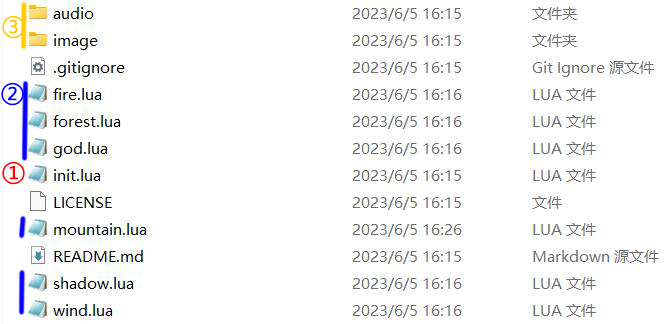 ③ audio 2023/6/5 16:15 文件夹
image 2023/6/5 16:15 文件夹
.gitignore 2023/6/5 16:15 Git Ignore 源文件
② fire.lua 2023/6/5 16:16 LUA 文件
forest.lua 2023/6/5 16:16 LUA 文件
god.lua 2023/6/5 16:16 LUA 文件
① init.lua 2023/6/5 16:15 LUA 文件
LICENSE 2023/6/5 16:15 文件
mountain.lua 2023/6/5 16:26 LUA 文件
README.md 2023/6/5 16:15 Markdown 源文件
shadow.lua 2023/6/5 16:16 LUA 文件
wind.lua 2023/6/5 16:16 LUA 文件